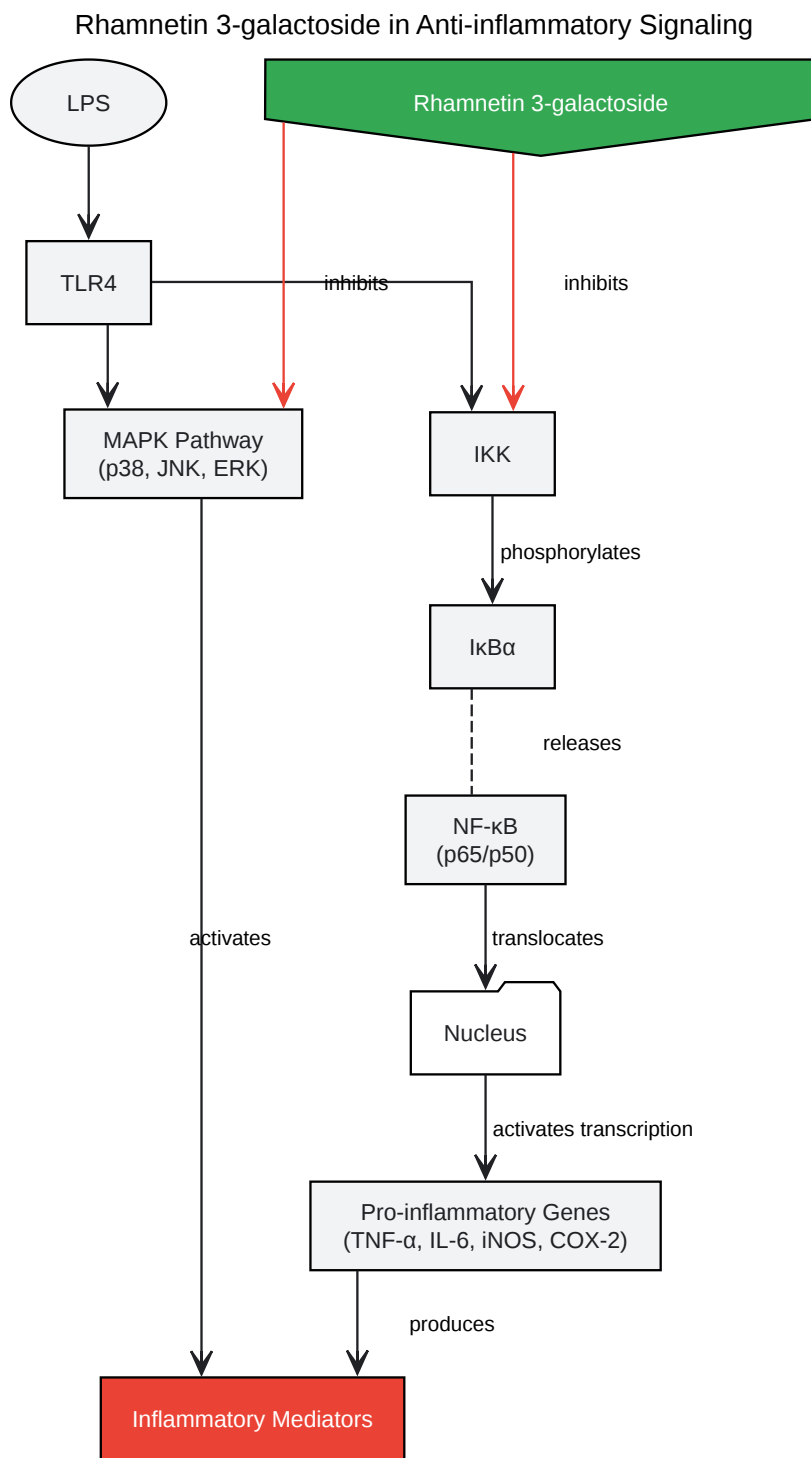 Rhamnetin 3-galactoside in Anti-inflammatory Signaling
LPS
Rhamnetin 3-galactoside
TLR4
inhibits
inhibits
MAPK Pathway
(p38, JNK, ERK)
IKK
phosphorylates
IκBα
releases
NF-κB
(p65/p50)
activates
translocates
Nucleus
activates transcription
Pro-inflammatory Genes
(TNF-α, IL-6, iNOS, COX-2)
produces
Inflammatory Mediators